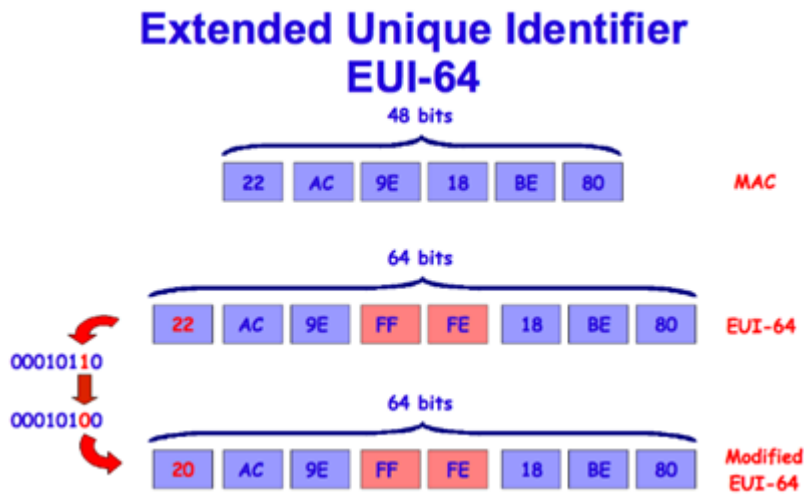 Extended Unique Identifier
EUI-64
48 bits
22 AC 9E 18 BE 80 MAC
64 bits
22 AC 9E FF FE 18 BE 80 EUI-64
00010110
00010100
64 bits
20 AC 9E FF FE 18 BE 80 Modified
EUI-64